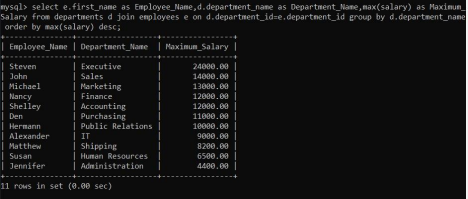 mysql> select e.first_name as Employee_Name,d.department_name as Department_Name,max(salary) as Maximum_
Salary from departments d join employees e on d.department_id=e.department_id group by d.department_name
order by max(salary) desc;
+---------------+------------------+----------------+
| Employee_Name | Department_Name | Maximum_Salary |
+---------------+------------------+----------------+
| Steven | Executive | 24000.00 |
| John | Sales | 14000.00 |
| Michael | Marketing | 13000.00 |
| Nancy | Finance | 12000.00 |
| Shelley | Accounting | 12000.00 |
| Den | Purchasing | 11000.00 |
| Hermann | Public Relations | 10000.00 |
| Alexander | IT | 9000.00 |
| Matthew | Shipping | 8200.00 |
| Susan | Human Resources | 6500.00 |
| Jennifer | Administration | 4400.00 |
+---------------+------------------+----------------+
11 rows in set (0.00 sec)